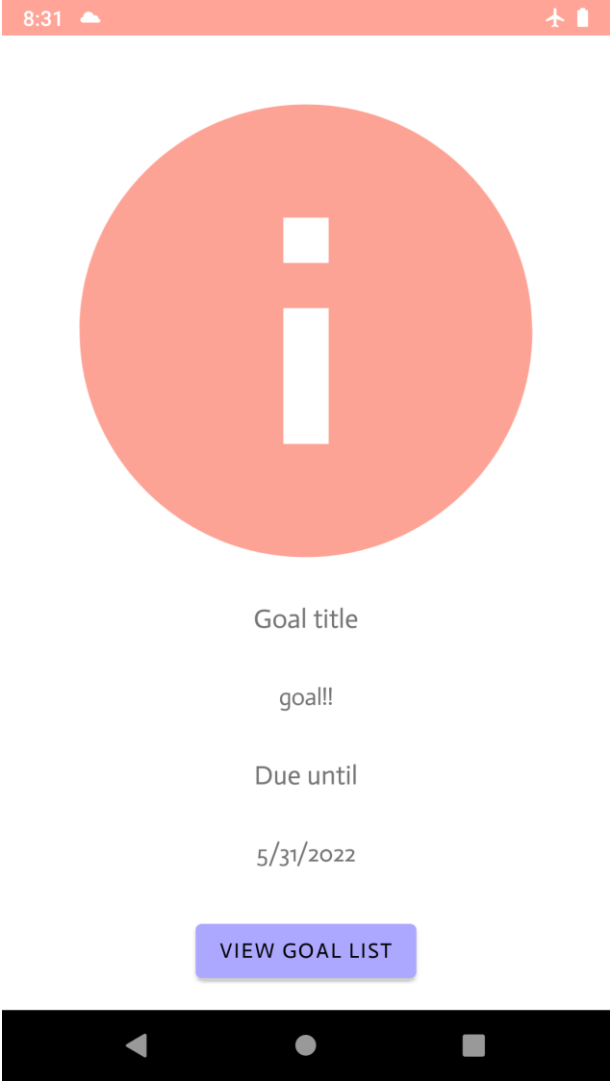 8:31
i
Goal title
goal!!
Due until
5/31/2022
VIEW GOAL LIST